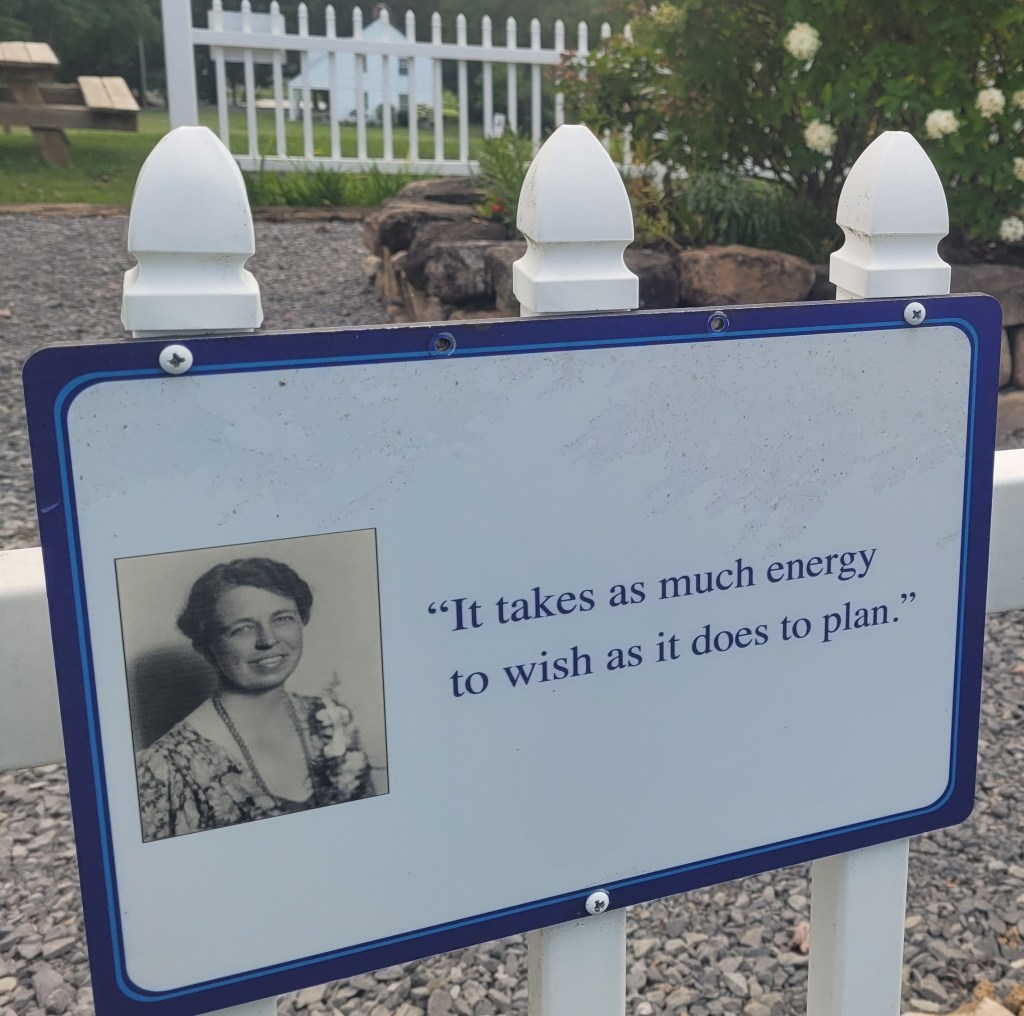 “It takes as much energy
to wish as it does to plan.”